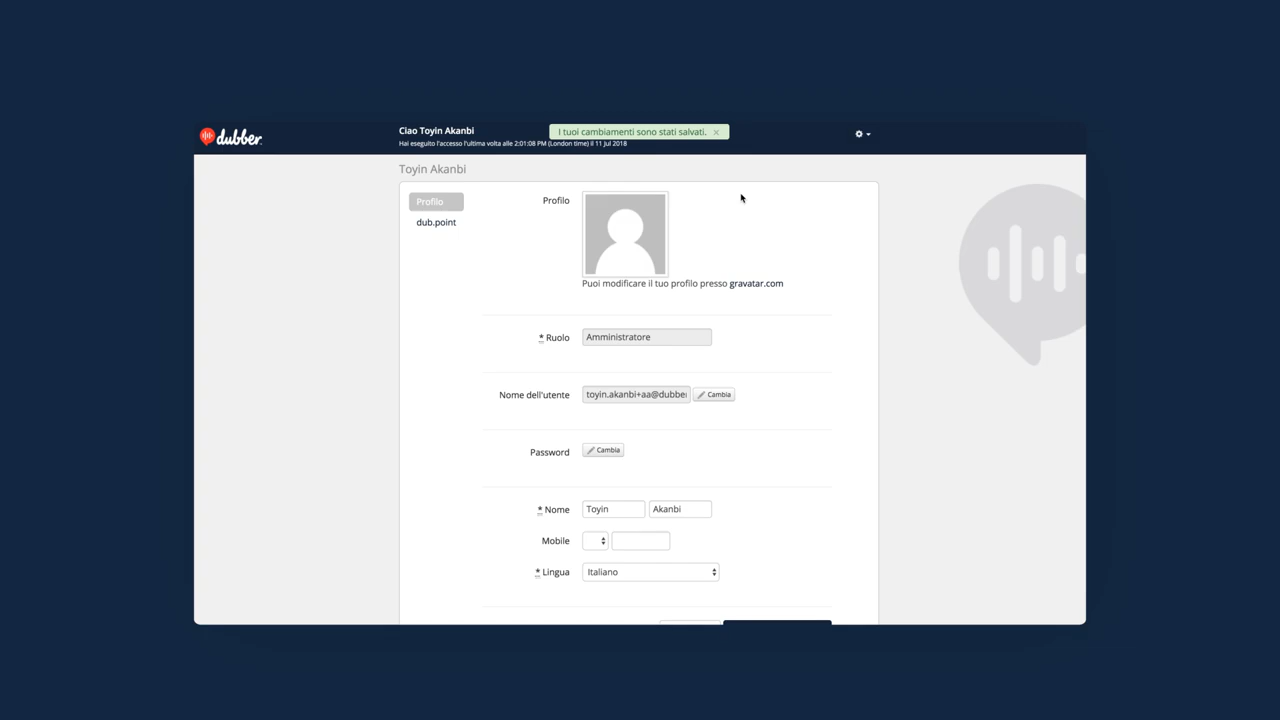 dubber
Ciao Toyin Akanbi
Hai eseguito l'accesso l'ultima volta alle 2:01:08 PM (London time) il 11 Jul 2018
I tuoi cambiamenti sono stati salvati. ×
Toyin Akanbi
Profilo
dub.point
Profilo
Puoi modificare il tuo profilo presso gravatar.com
* Ruolo Amministratore
Nome dell'utente toyin.akanbi+aa@dubber Cambia
Password Cambia
* Nome Toyin Akanbi
Mobile
* Lingua Italiano